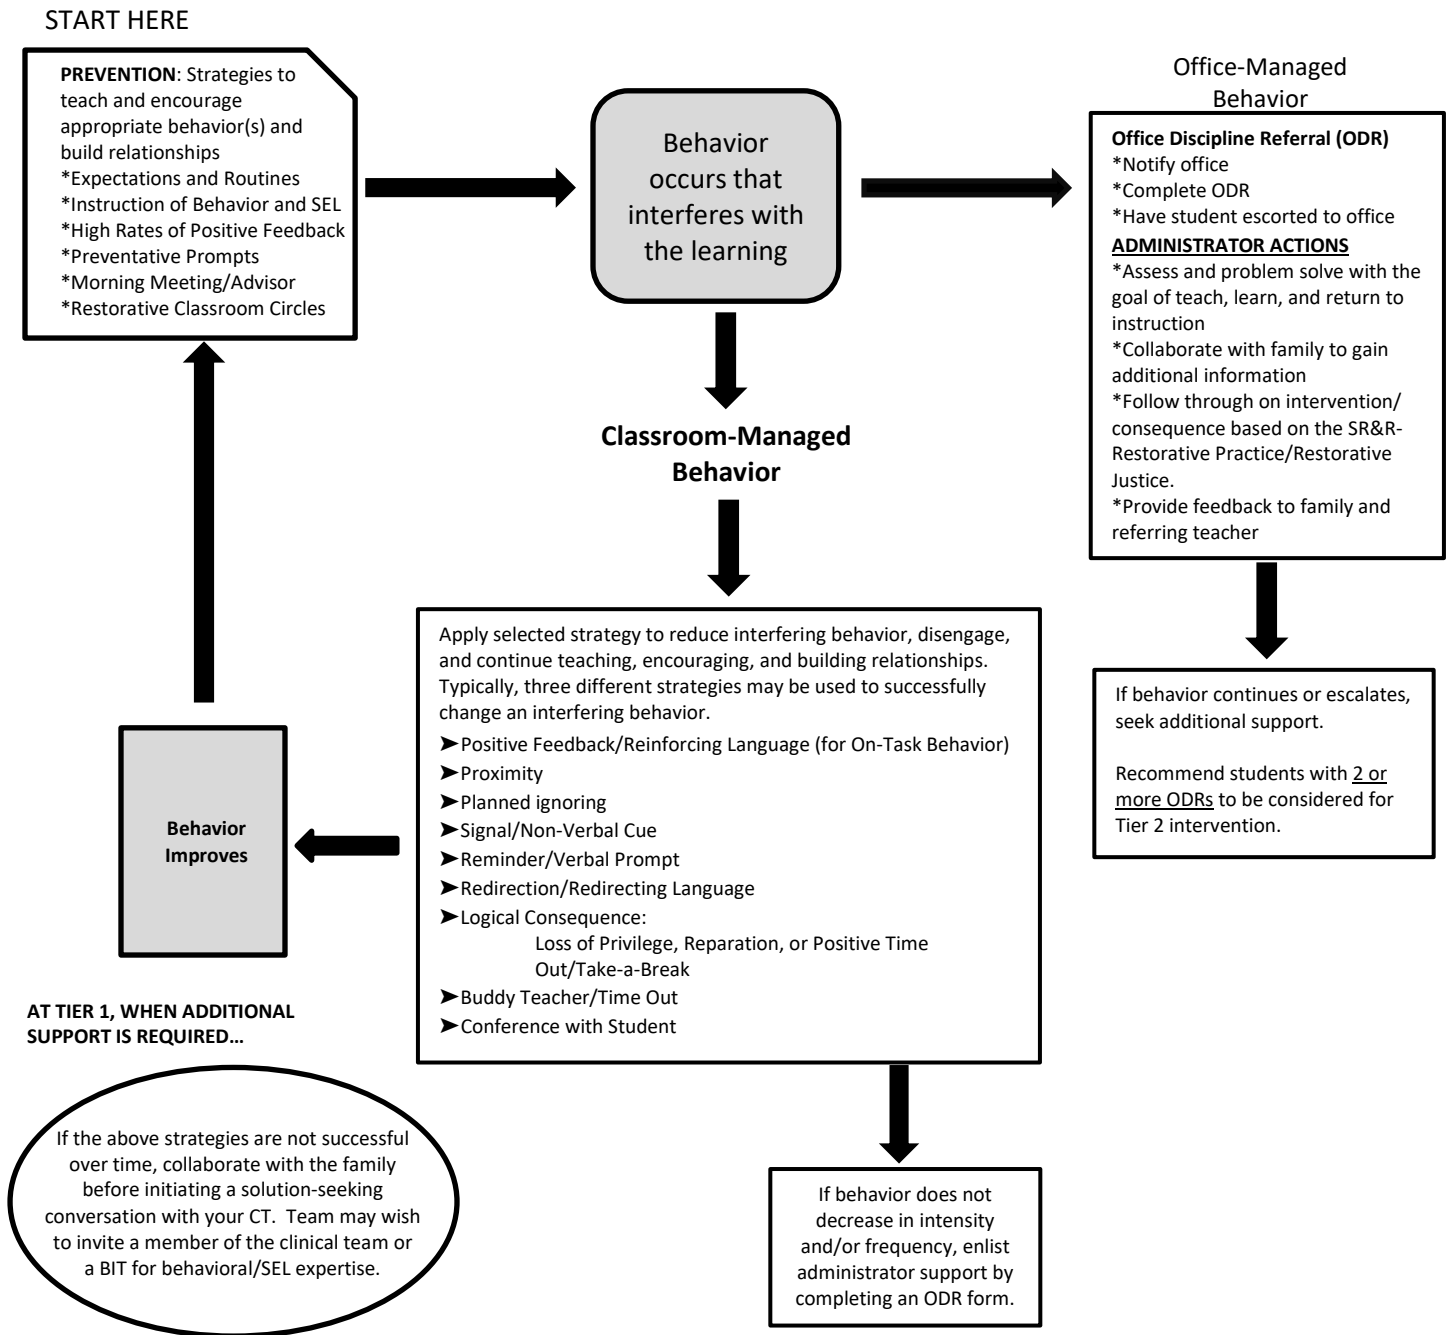 START HERE
PREVENTION: Strategies to
teach and encourage
appropriate behavior(s) and
build relationships
*Expectations and Routines
*Instruction of Behavior and SEL
*High Rates of Positive Feedback
*Preventative Prompts
*Morning Meeting/Advisor
*Restorative Classroom Circles
Behavior
occurs that
interferes with
the learning
Office-Managed
Behavior
Office Discipline Referral (ODR)
*Notify office
*Complete ODR
*Have student escorted to office
ADMINISTRATOR ACTIONS
*Assess and problem solve with the
goal of teach, learn, and return to
instruction
*Collaborate with family to gain
additional information
*Follow through on intervention/
consequence based on the SR&R-
Restorative Practice/Restorative
Justice.
*Provide feedback to family and
referring teacher
Classroom-Managed
Behavior
Apply selected strategy to reduce interfering behavior, disengage,
and continue teaching, encouraging, and building relationships.
Typically, three different strategies may be used to successfully
change an interfering behavior.
➤Positive Feedback/Reinforcing Language (for On-Task Behavior)
➤Proximity
➤Planned ignoring
➤Signal/Non-Verbal Cue
➤Reminder/Verbal Prompt
➤Redirection/Redirecting Language
➤Logical Consequence:
Loss of Privilege, Reparation, or Positive Time
Out/Take-a-Break
➤Buddy Teacher/Time Out
➤Conference with Student
If behavior continues or escalates,
seek additional support.
Recommend students with 2 or
more ODRs to be considered for
Tier 2 intervention.
Behavior
Improves
AT TIER 1, WHEN ADDITIONAL
SUPPORT IS REQUIRED…
If the above strategies are not successful
over time, collaborate with the family
before initiating a solution-seeking
conversation with your CT. Team may wish
to invite a member of the clinical team or
a BIT for behavioral/SEL expertise.
If behavior does not
decrease in intensity
and/or frequency, enlist
administrator support by
completing an ODR form.